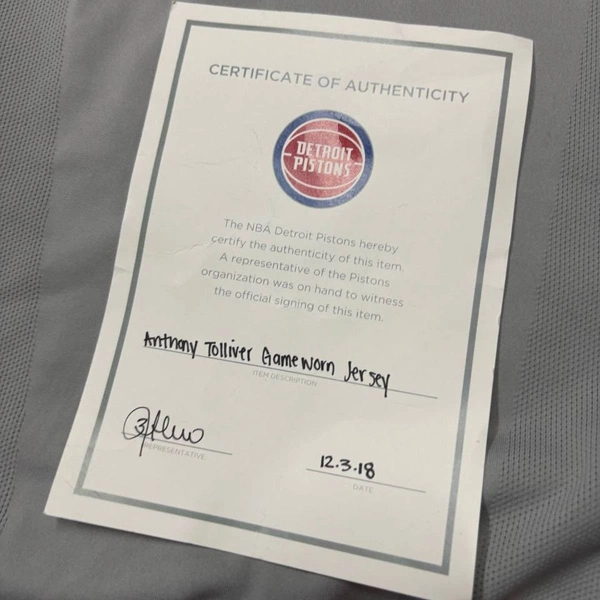 CERTIFICATE OF AUTHENTICITY
DETROIT
PISTONS
The NBA Detroit Pistons hereby
certify the authenticity of this item.
A representative of the Pistons
organization was on hand to witness
the official signing of this item.
Anthony Tolliver Game Worn Jersey
ITEM DESCRIPTION
REPRESENTATIVE
12.3.18
DATE